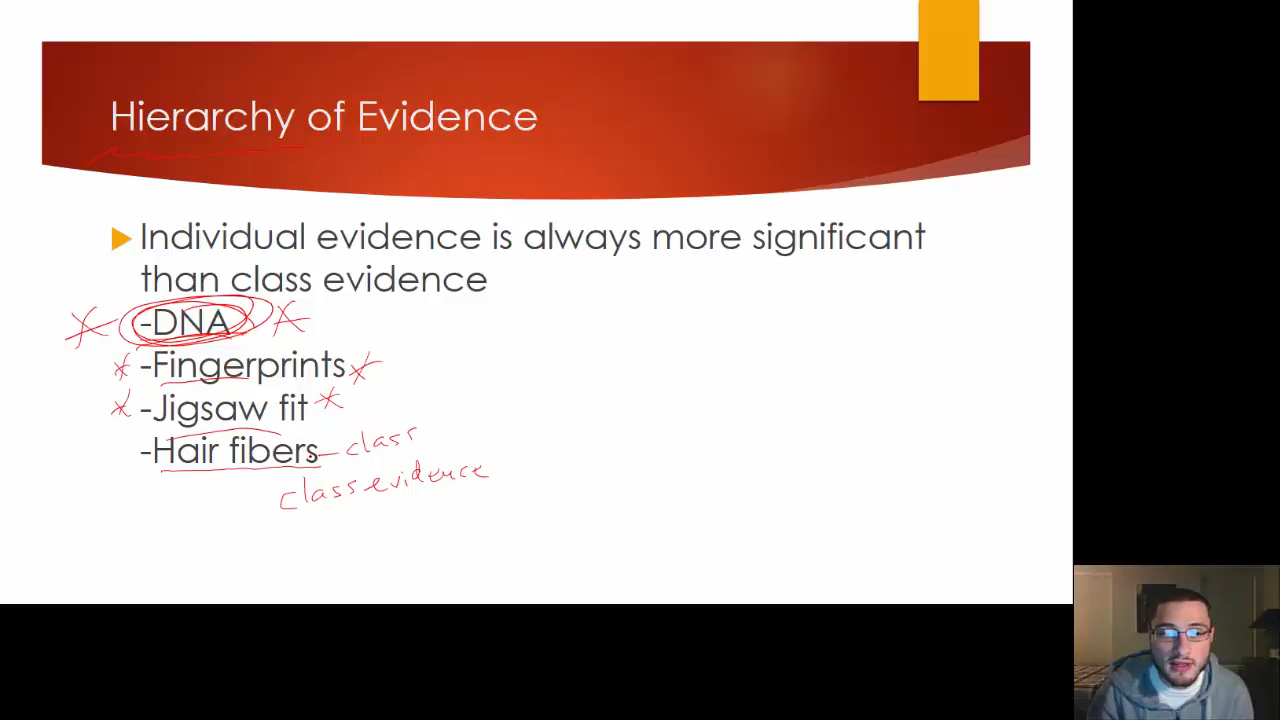 Hierarchy of Evidence
Individual evidence is always more significant
than class evidence
-DNA
-Fingerprints
-Jigsaw fit
-Hair fibers - class
class evidence